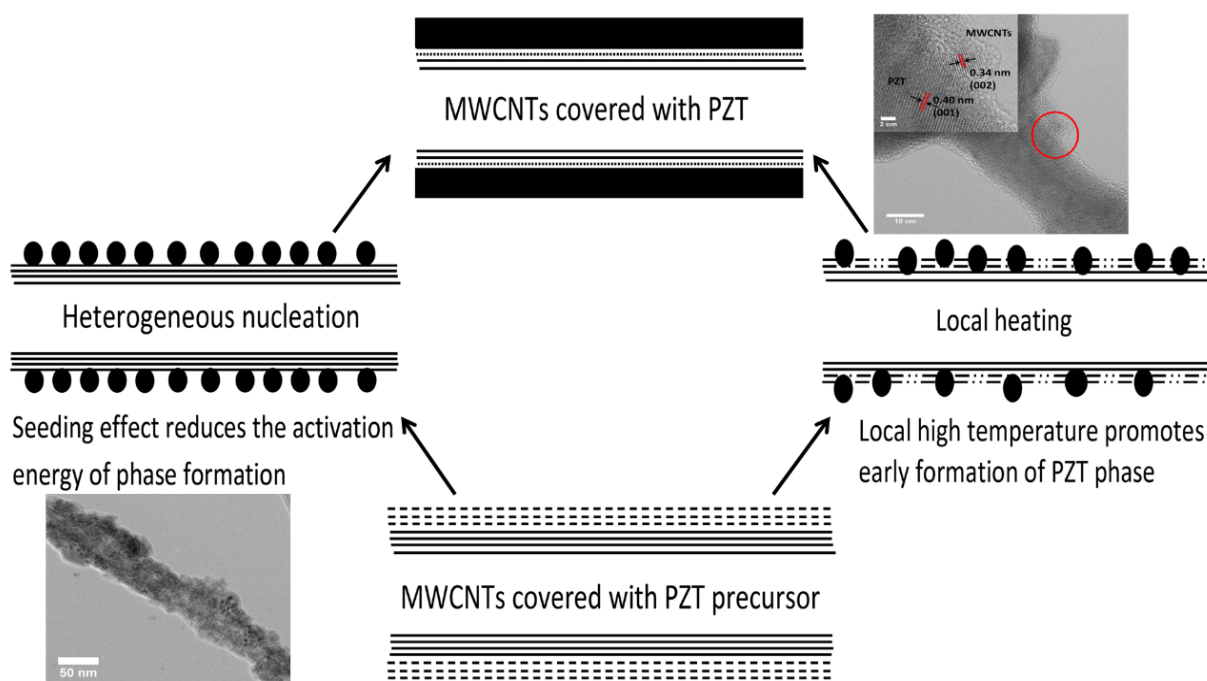 MWCNTs covered with PZT
MWCNTs
0.34 nm
(002)
PZT
0.40 nm
(001)
2 nm
10 nm
Heterogeneous nucleation
Local heating
Seeding effect reduces the activation
energy of phase formation
Local high temperature promotes
early formation of PZT phase
50 nm
MWCNTs covered with PZT precursor